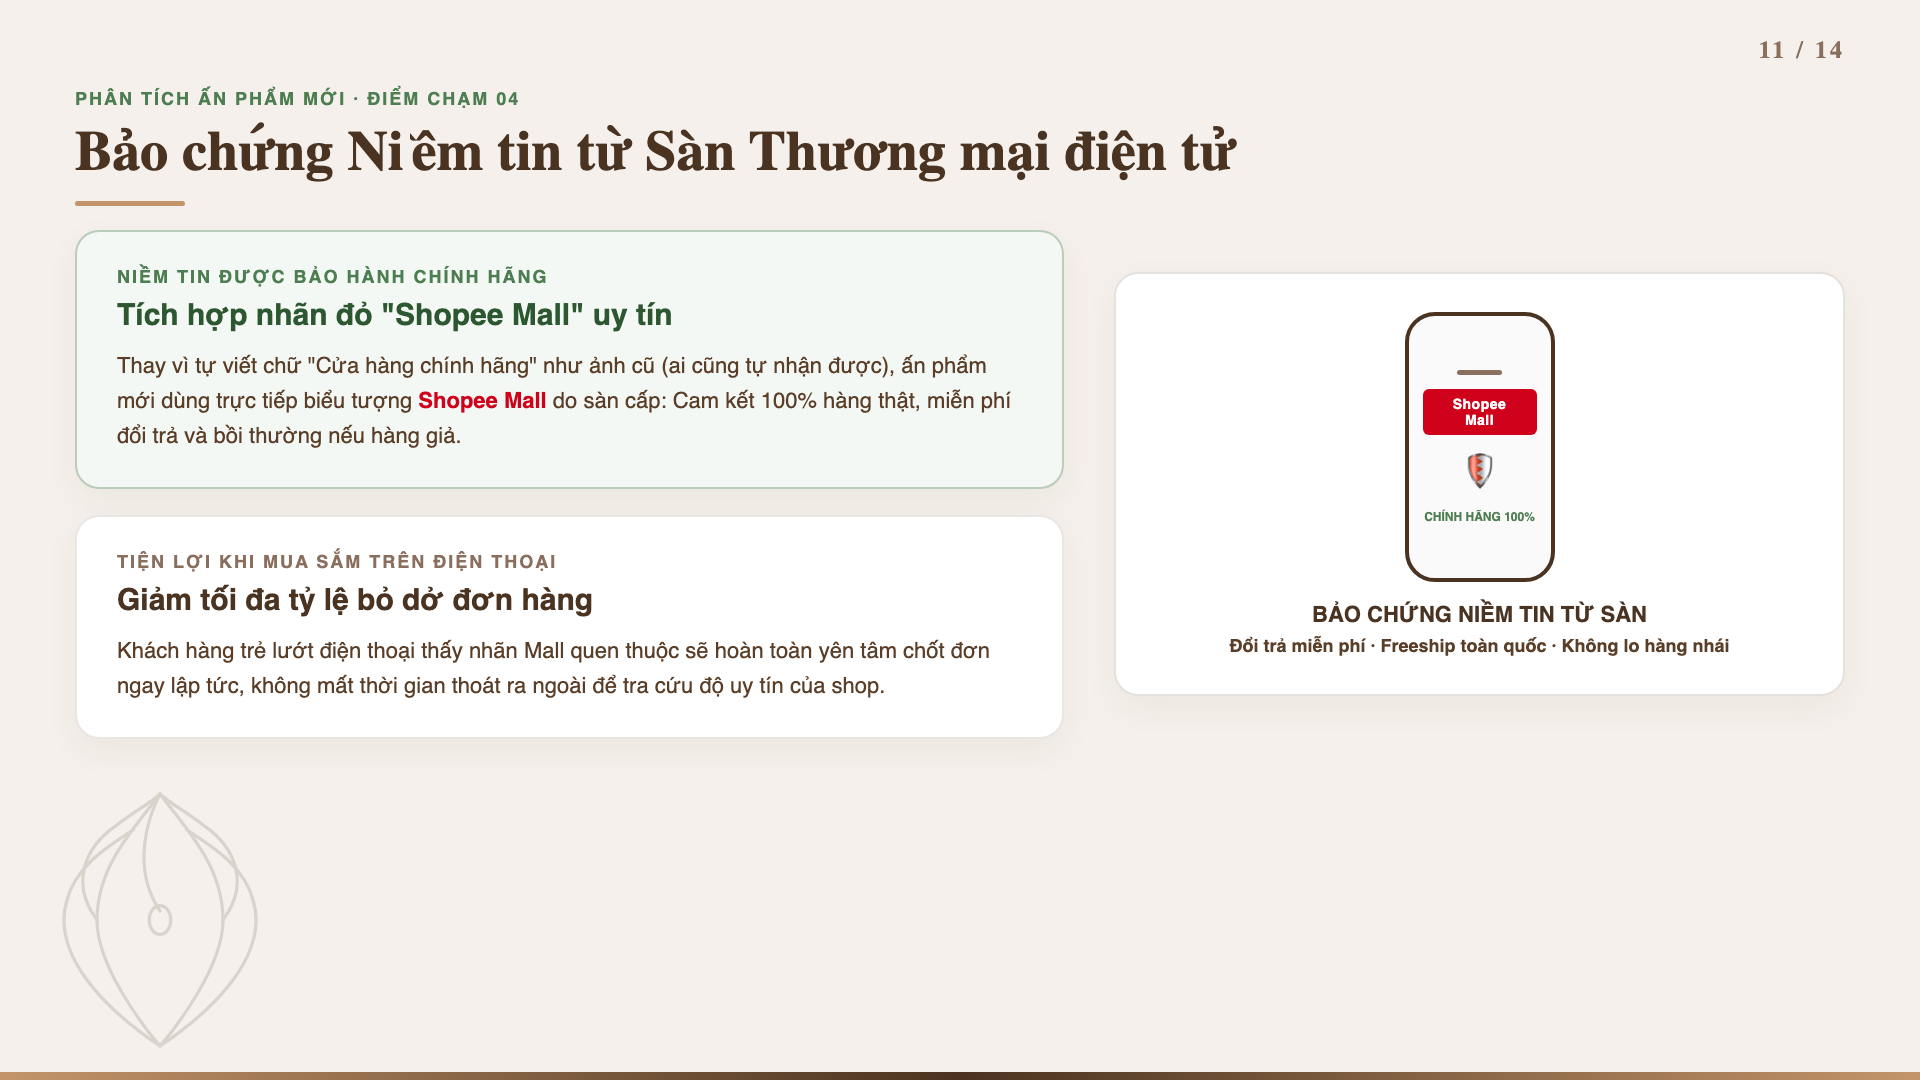 11 / 14
PHÂN TÍCH ẤN PHẨM MỚI · ĐIỂM CHẠM 04
Bảo chứng Niềm tin từ Sàn Thương mại điện tử
NIỀM TIN ĐƯỢC BẢO HÀNH CHÍNH HÃNG
Tích hợp nhãn đỏ "Shopee Mall" uy tín
Thay vì tự viết chữ "Cửa hàng chính hãng" như ảnh cũ (ai cũng tự nhận được), ấn phẩm
mới dùng trực tiếp biểu tượng Shopee Mall do sàn cấp: Cam kết 100% hàng thật, miễn phí
đổi trả và bồi thường nếu hàng giả.
TIỆN LỢI KHI MUA SẮM TRÊN ĐIỆN THOẠI
Giảm tối đa tỷ lệ bỏ dở đơn hàng
Khách hàng trẻ lướt điện thoại thấy nhãn Mall quen thuộc sẽ hoàn toàn yên tâm chốt đơn
ngay lập tức, không mất thời gian thoát ra ngoài để tra cứu độ uy tín của shop.
Shopee
Mall
CHÍNH HÃNG 100%
BẢO CHỨNG NIỀM TIN TỪ SÀN
Đổi trả miễn phí · Freeship toàn quốc · Không lo hàng nhái